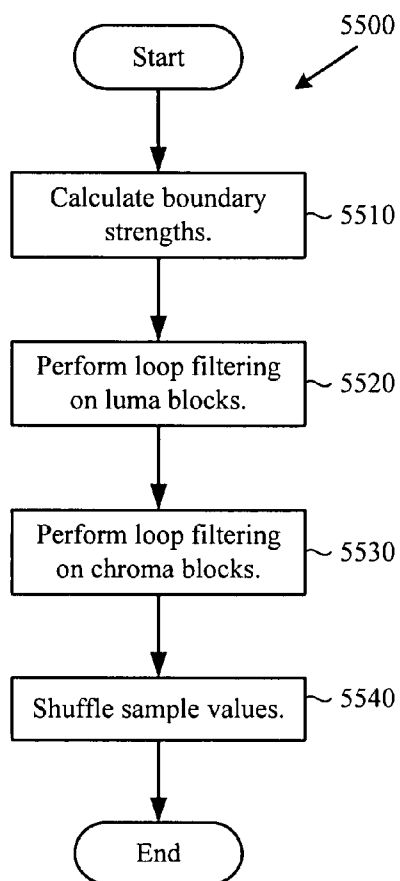 5500
Start
Calculate boundary
strengths.
5510
Perform loop filtering
on luma blocks.
5520
Perform loop filtering
on chroma blocks.
5530
Shuffle sample values.
5540
End